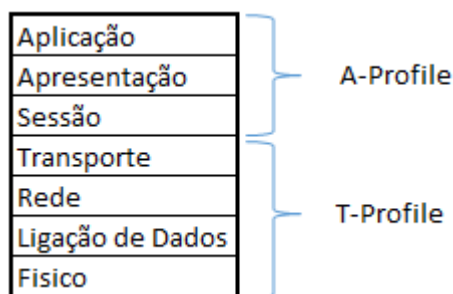 Aplicação
Apresentação
Sessão
Transporte
Rede
Ligação de Dados
Fisico
A-Profile
T-Profile